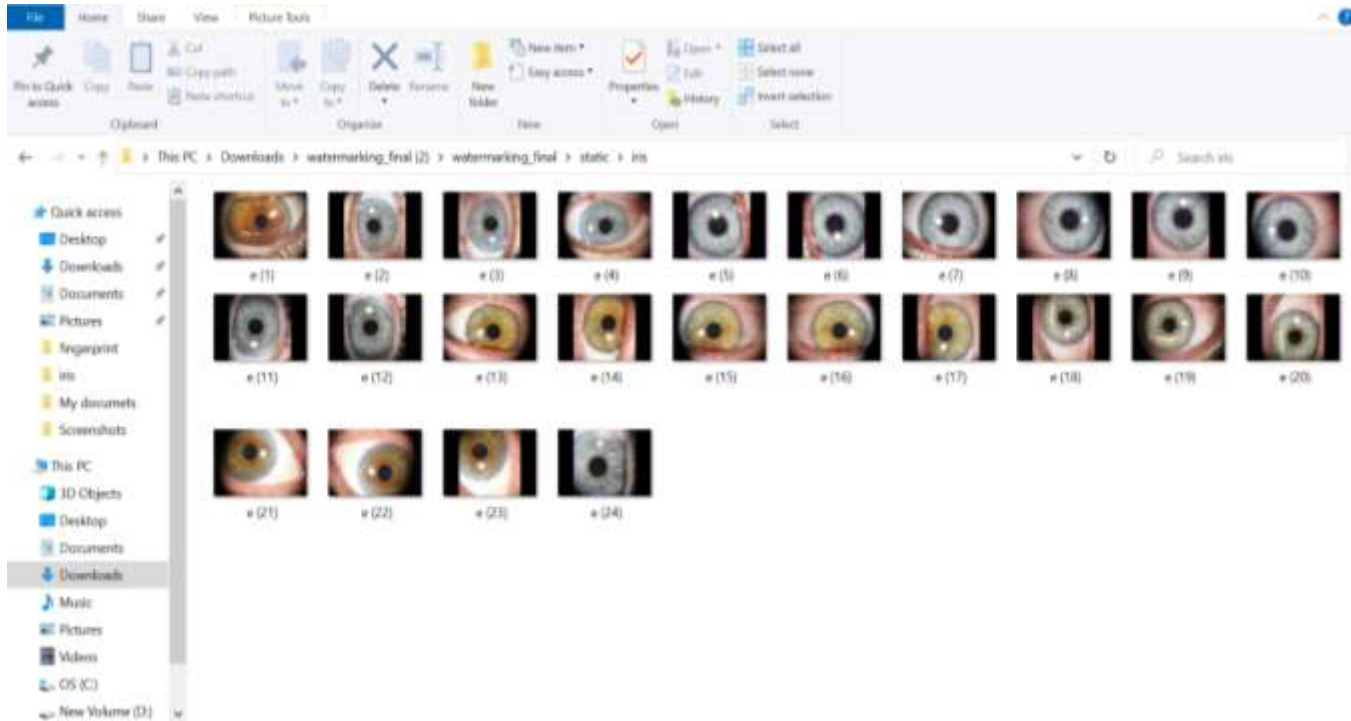 File Home Share View Picture Tools
Pin to Quick access
Copy
Paste
Cut
Copy path
Paste shortcut
Clipboard
Move to
Copy to
Delete
Rename
Organize
New folder
New item
Easy access
New
Properties
Open
Edit
History
Open
Select all
Select none
Invert selection
Select
This PC > Downloads > watermarking_final (2) > watermarking_final > static > iris
Search iris
Quick access
Desktop
Downloads
Documents
Pictures
fingerprint
iris
My documets
Screenshots
This PC
3D Objects
Desktop
Documents
Downloads
Music
Pictures
Videos
OS (C:)
New Volume (D:)
e (1) e (2) e (3) e (4) e (5) e (6) e (7) e (8) e (9) e (10)
e (11) e (12) e (13) e (14) e (15) e (16) e (17) e (18) e (19) e (20)
e (21) e (22) e (23) e (24)